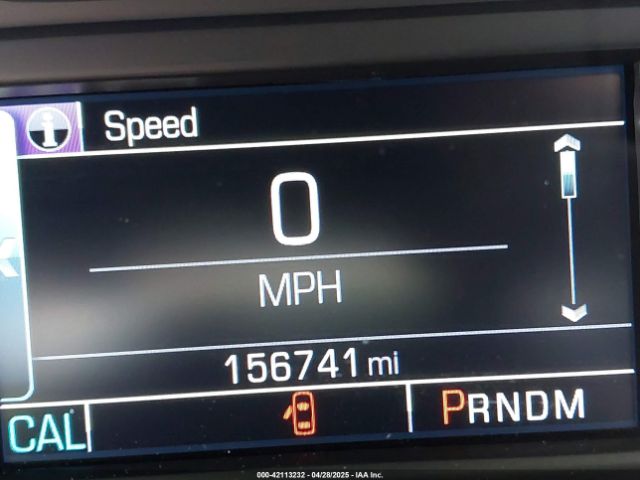 i Speed
0
MPH
156741 mi
CAL PRNDM
000-42113232 - 04/28/2025 - IAA Inc.